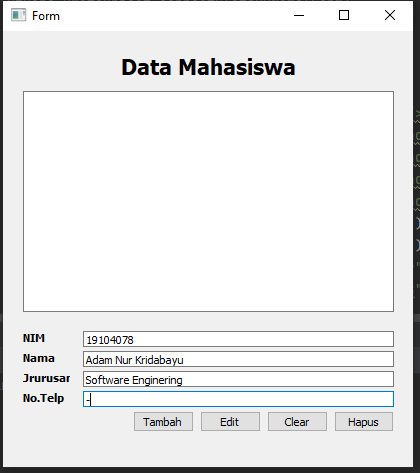 Form
Data Mahasiswa
NIM 19104078
Nama Adam Nur Kridabayu
Jrurusar Software Enginering
No.Telp -
Tambah Edit Clear Hapus